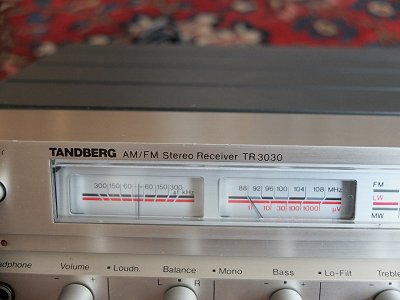 TANDBERG AM/FM Stereo Receiver TR 3030
300 150 60 60 150 300
Δf kHz
88 92 96 100 104 108 MHz
1 10 30 100 1000 µV
FM
LW
MW
Volume • Loudn. Balance • Mono Bass • Lo-Filt Treble
L R